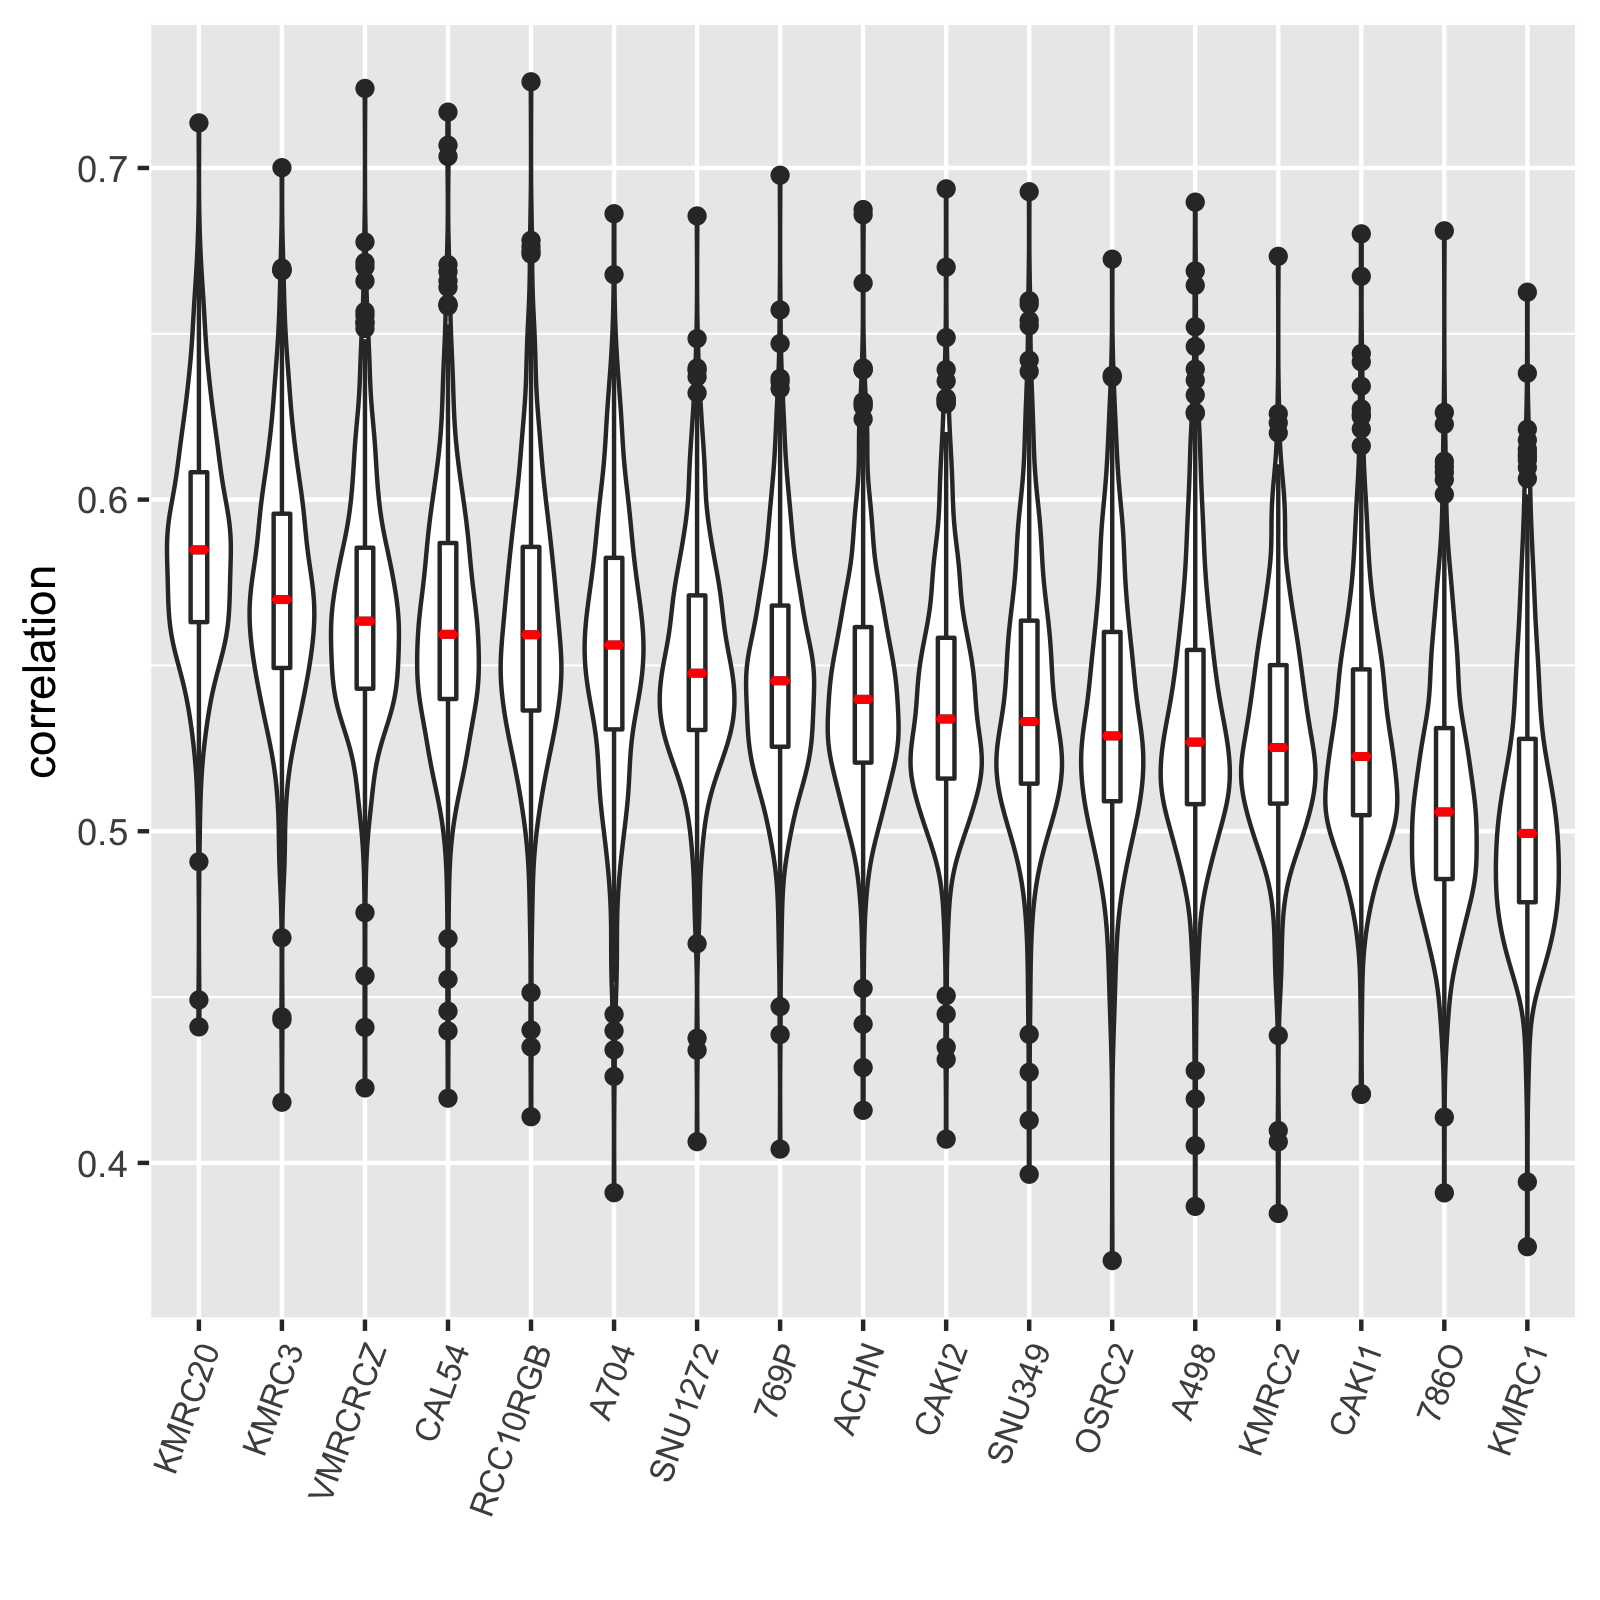 correlation
0.7
0.6
0.5
0.4
KMRC20
KMRC3
VMRCRCZ
CAL54
RCC10RGB
A704
SNU1272
769P
ACHN
CAKI2
SNU349
OSRC2
A498
KMRC2
CAKI1
786O
KMRC1